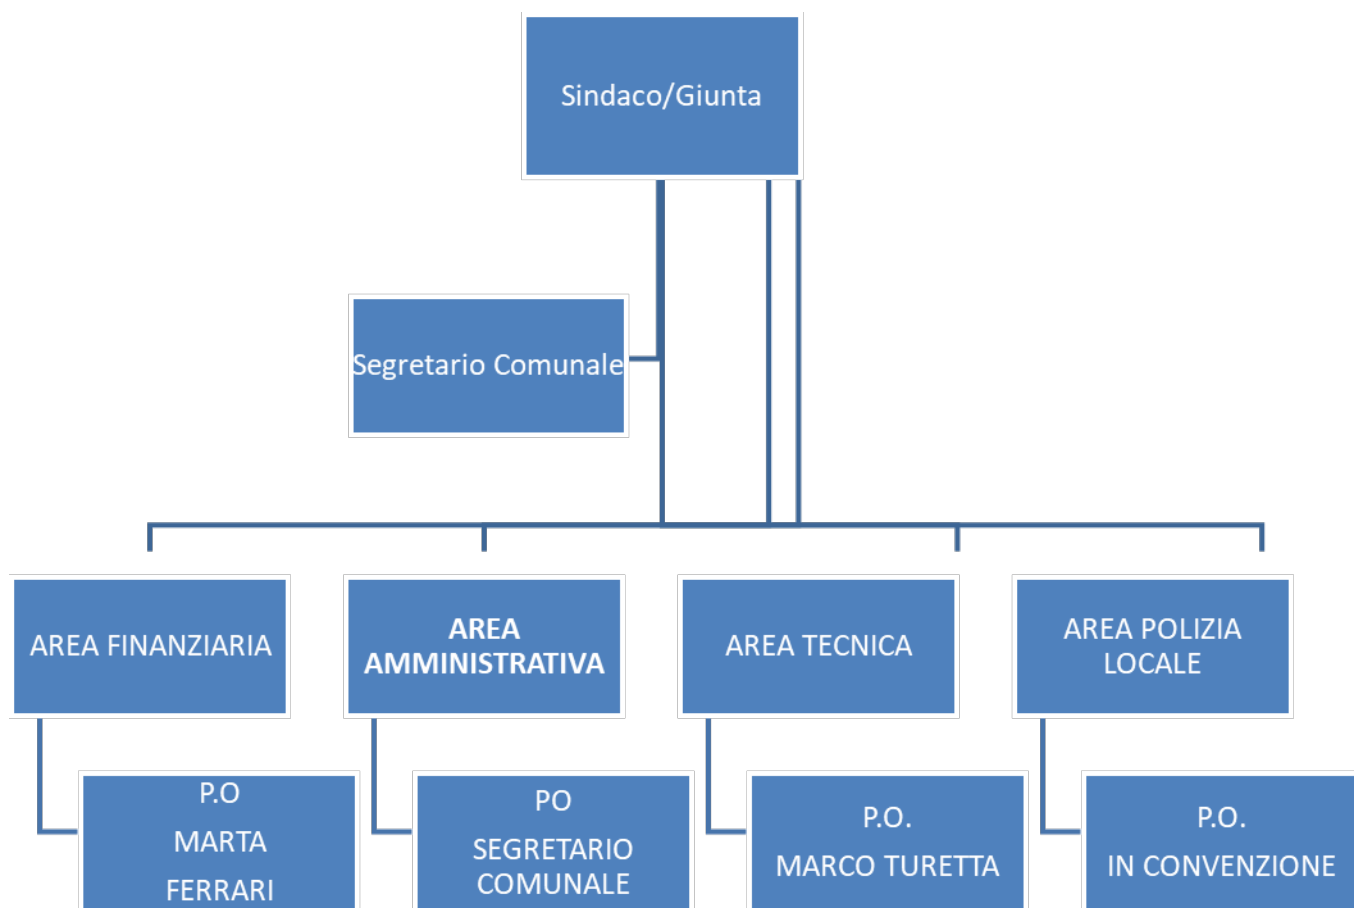 Sindaco/Giunta
Segretario Comunale
AREA FINANZIARIA
AREA
AMMINISTRATIVA
AREA TECNICA
AREA POLIZIA
LOCALE
P.O
MARTA
FERRARI
PO
SEGRETARIO
COMUNALE
P.O.
MARCO TURETTA
P.O.
IN CONVENZIONE